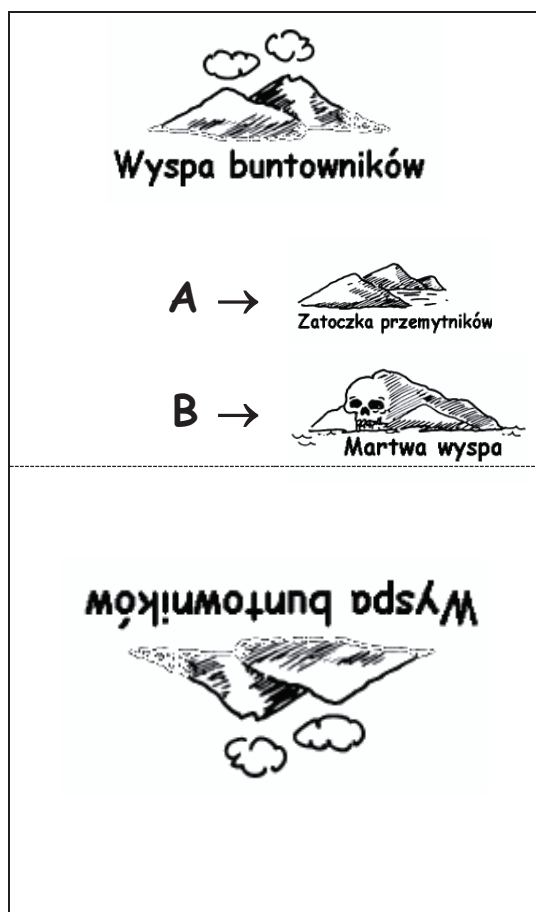 Wyspa buntowników
A → Zatoczka przemytników
B → Martwa wyspa
Wyspa buntowników